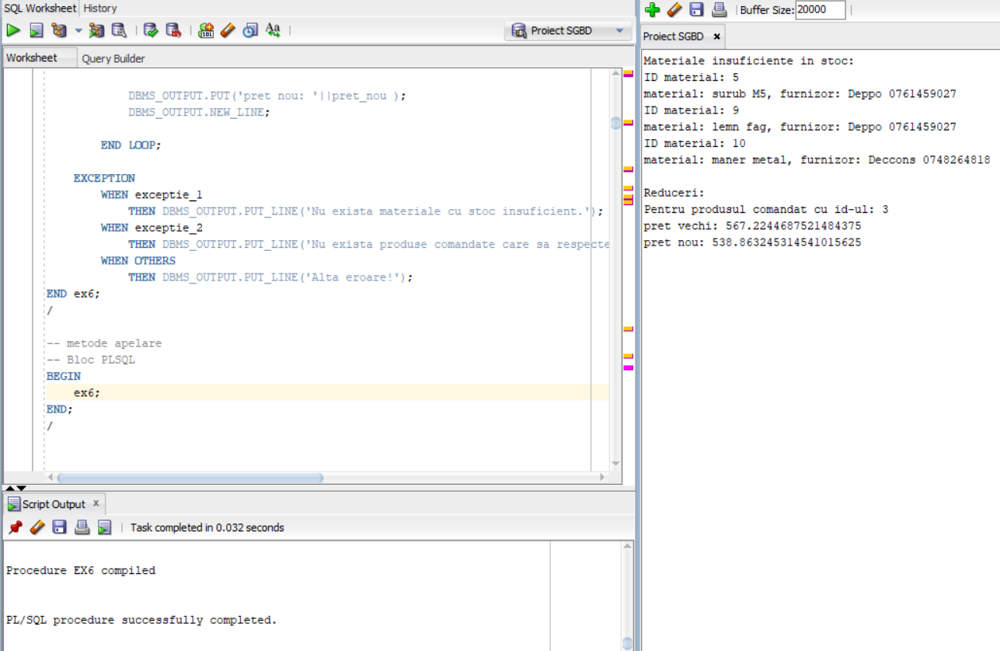 SQL Worksheet History
Proiect SGBD
Worksheet Query Builder
DBMS_OUTPUT.PUT('pret nou: '||pret_nou );
DBMS_OUTPUT.NEW_LINE;
END LOOP;
EXCEPTION
WHEN exceptie_1
THEN DBMS_OUTPUT.PUT_LINE('Nu exista materiale cu stoc insuficient.');
WHEN exceptie_2
THEN DBMS_OUTPUT.PUT_LINE('Nu exista produse comandate care sa respecte
WHEN OTHERS
THEN DBMS_OUTPUT.PUT_LINE('Alta eroare!');
END ex6;
/
-- metode apelare
-- Bloc PLSQL
BEGIN
ex6;
END;
/
Script Output x
Task completed in 0.032 seconds
Procedure EX6 compiled
PL/SQL procedure successfully completed.
Buffer Size: 20000
Proiect SGBD x
Materiale insuficiente in stoc:
ID material: 5
material: surub M5, furnizor: Deppo 0761459027
ID material: 9
material: lemn fag, furnizor: Deppo 0761459027
ID material: 10
material: maner metal, furnizor: Deccons 0748264818
Reduceri:
Pentru produsul comandat cu id-ul: 3
pret vechi: 567.2244687521484375
pret nou: 538.863245314541015625